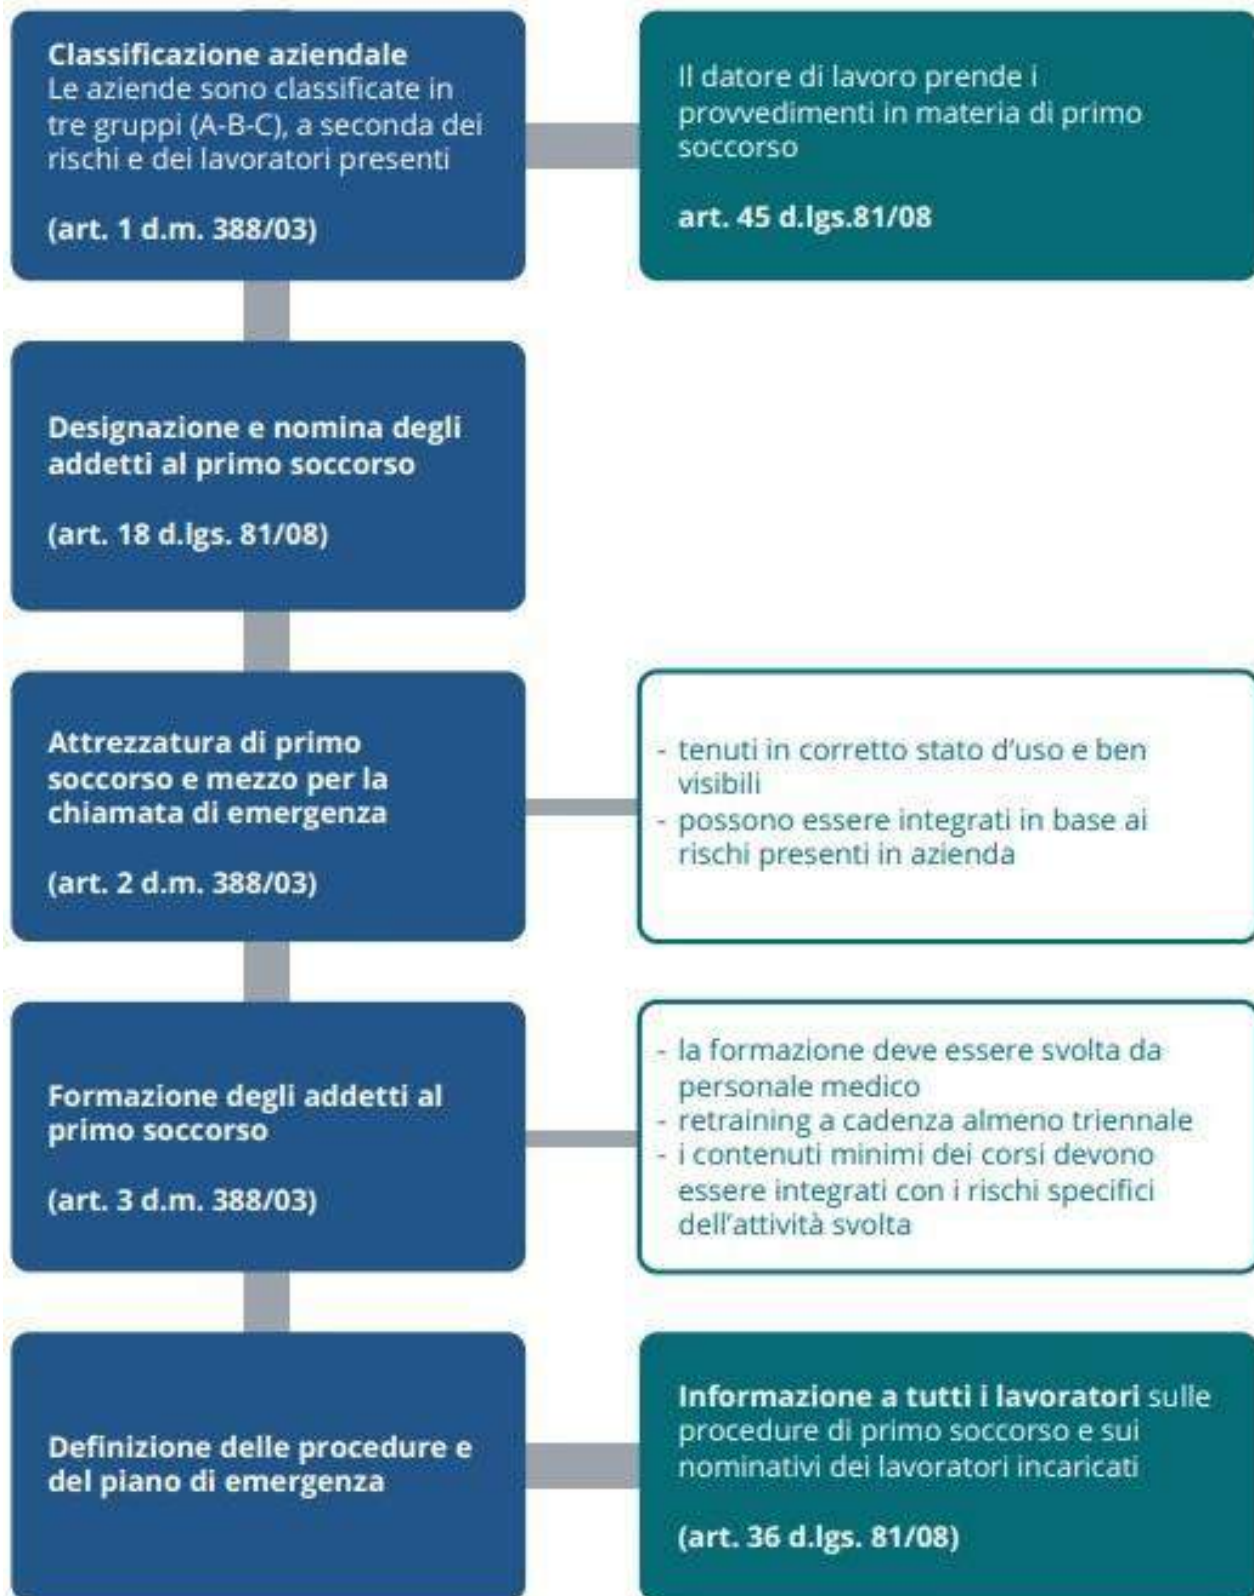 Classificazione aziendale
Le aziende sono classificate in
tre gruppi (A-B-C), a seconda dei
rischi e dei lavoratori presenti
(art. 1 d.m. 388/03)
Il datore di lavoro prende i
provvedimenti in materia di primo
soccorso
art. 45 d.lgs.81/08
Designazione e nomina degli
addetti al primo soccorso
(art. 18 d.lgs. 81/08)
Attrezzatura di primo
soccorso e mezzo per la
chiamata di emergenza
(art. 2 d.m. 388/03)
- tenuti in corretto stato d'uso e ben
visibili
- possono essere integrati in base ai
rischi presenti in azienda
Formazione degli addetti al
primo soccorso
(art. 3 d.m. 388/03)
- la formazione deve essere svolta da
personale medico
- retraining a cadenza almeno triennale
- i contenuti minimi dei corsi devono
essere integrati con i rischi specifici
dell'attività svolta
Definizione delle procedure e
del piano di emergenza
Informazione a tutti i lavoratori sulle
procedure di primo soccorso e sui
nominativi dei lavoratori incaricati
(art. 36 d.lgs. 81/08)